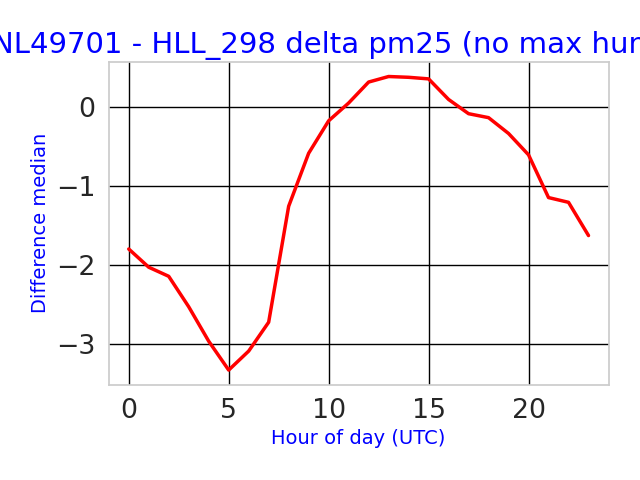 NL49701 - HLL_298 delta pm25 (no max hur
Difference median
0
−1
−2
−3
0 5 10 15 20
Hour of day (UTC)